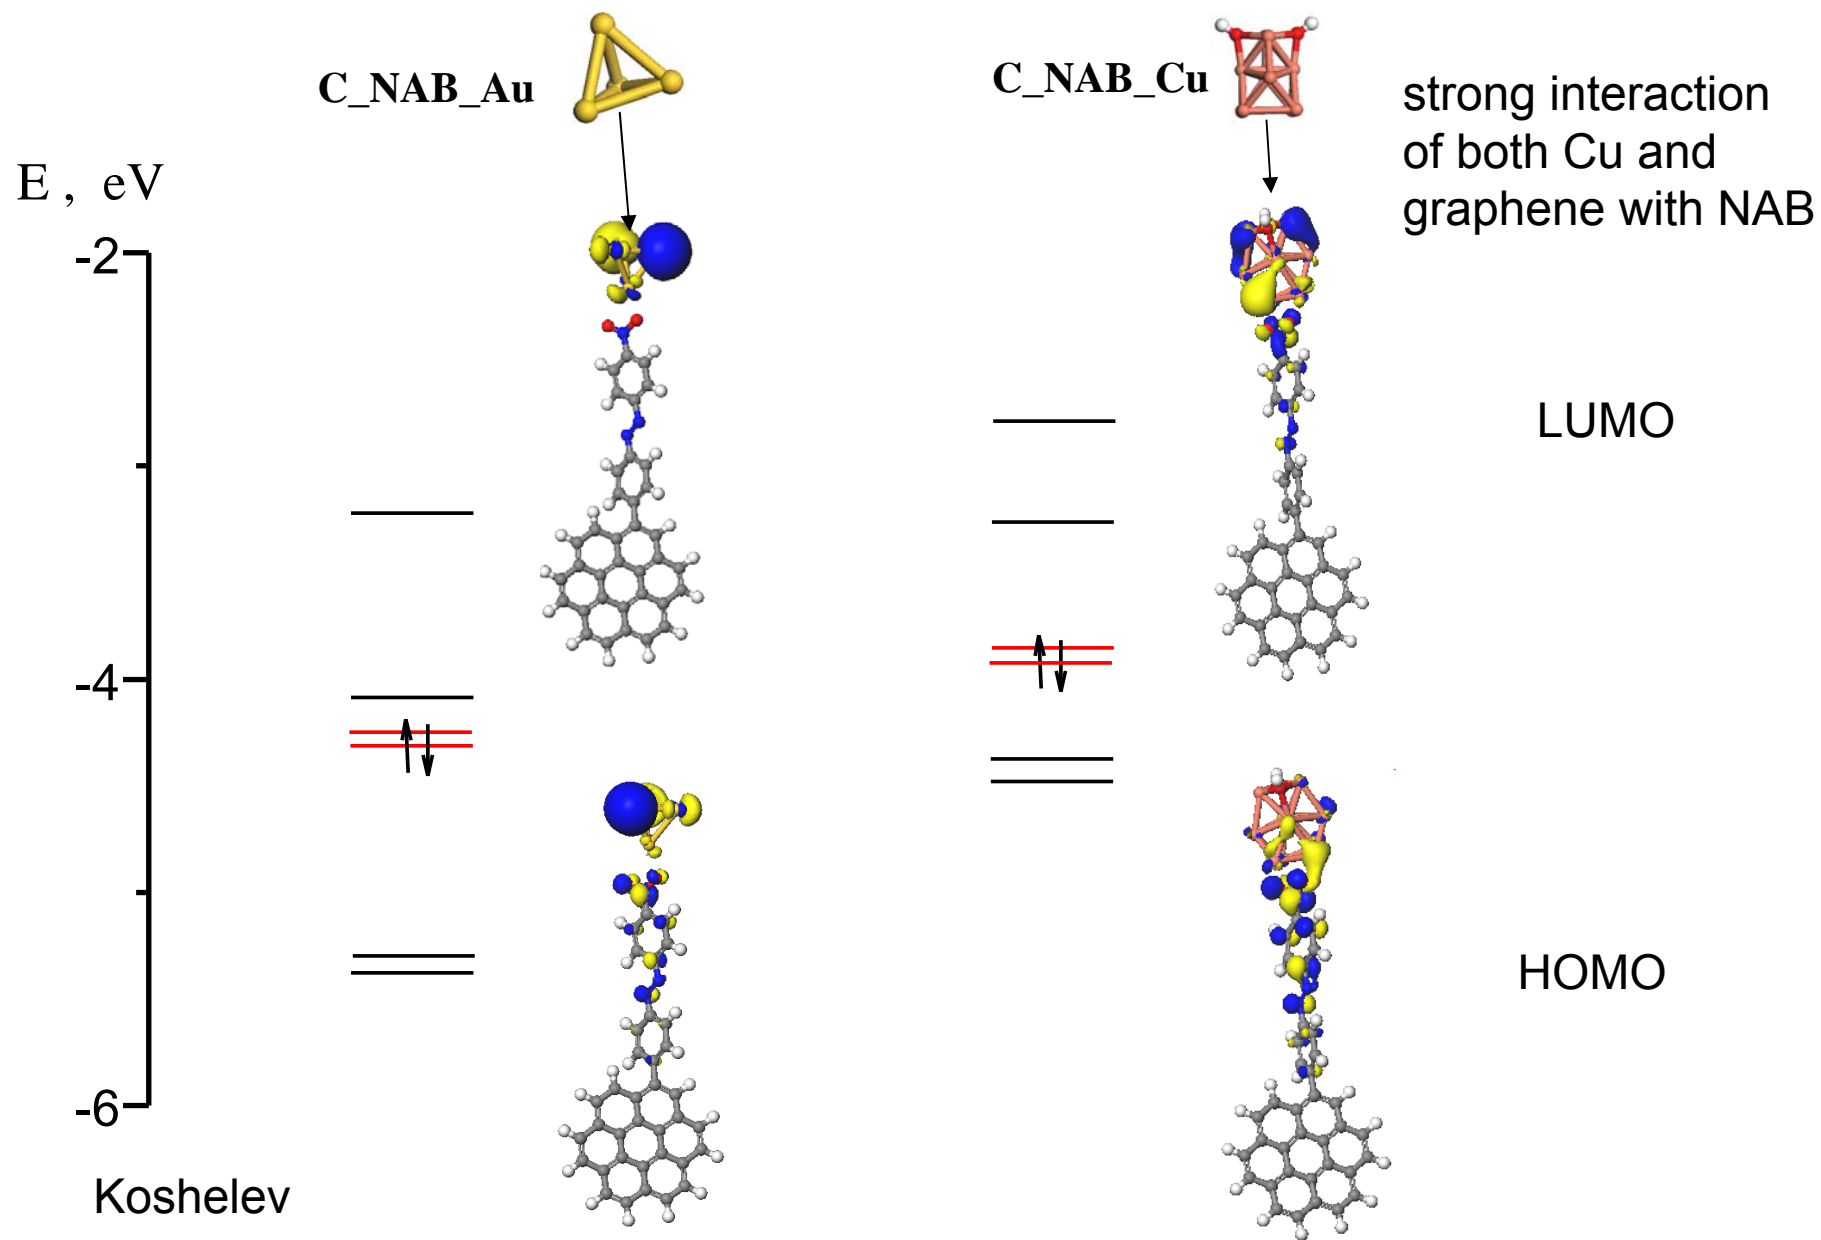 C_NAB_Au
C_NAB_Cu
strong interaction
of both Cu and
graphene with NAB
E , eV
-2
LUMO
-4
HOMO
-6
Koshelev